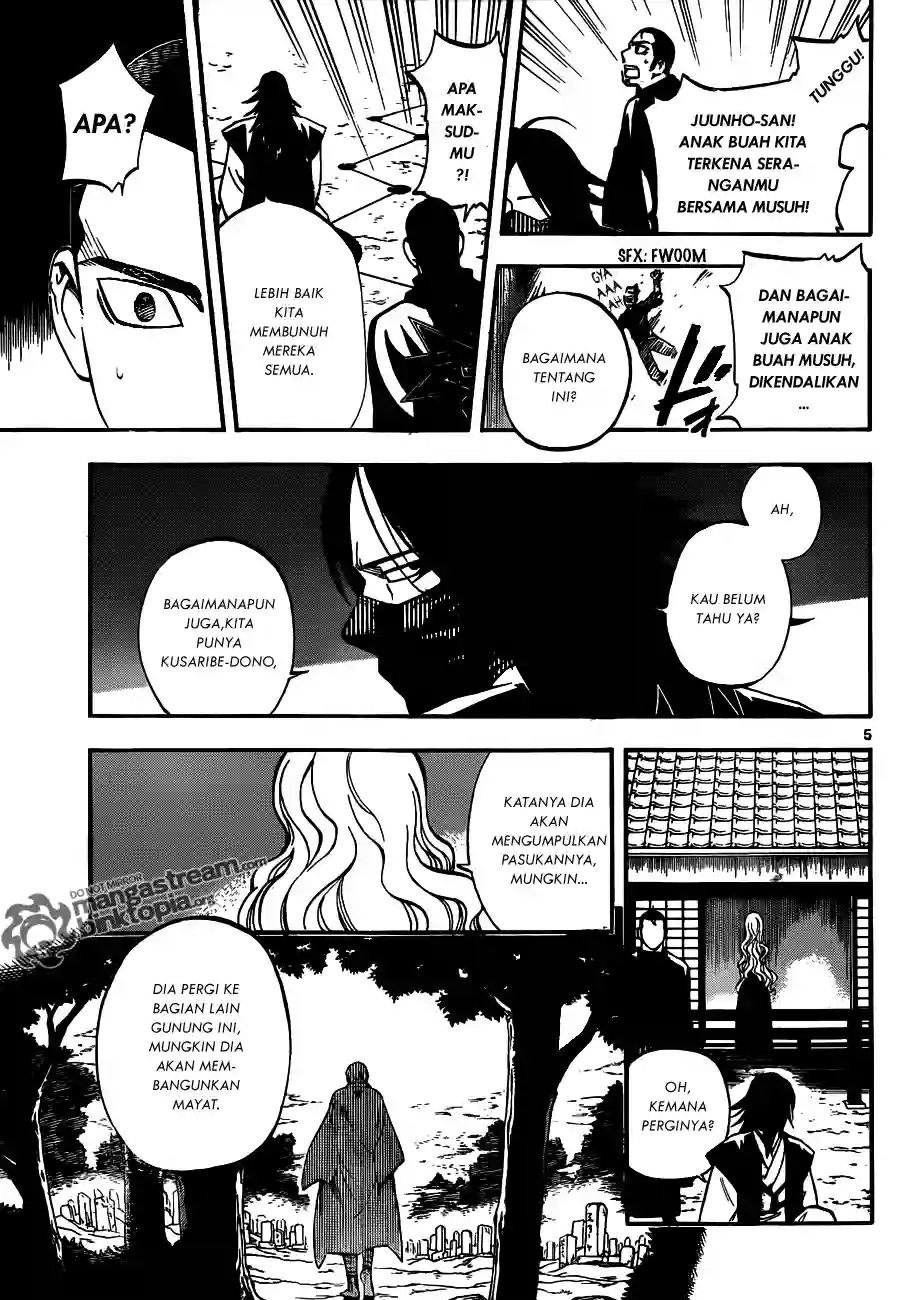 TUNGGU!
JUUNHO-SAN!
ANAK BUAH KITA
TERKENA SERA-
NGANMU
BERSAMA MUSUH!
APA
MAK-
SUD-
MU
?!
LEBIH BAIK
KITA
MEMBUNUH
MEREKA
SEMUA.
APA?
SFX: FWOOM
DAN BAGAI-
MANAPUN
JUGA ANAK
BUAH MUSUH,
DIKENDALIKAN
...
GYA
AAA
AH
BAGAIMANA
TENTANG
INI?
AH,
KAU BELUM
TAHU YA?
BAGAIMANAPUN
JUGA,KITA
PUNYA
KUSARIBE-DONO,
5
KATANYA DIA
AKAN
MENGUMPULKAN
PASUKANNYA,
MUNGKIN...
DO NOT MIRROR
mangastream.com
binktopia.org
OH,
KEMANA
PERGINYA?
DIA PERGI KE
BAGIAN LAIN
GUNUNG INI,
MUNGKIN DIA
AKAN MEM-
BANGUNKAN
MAYAT.